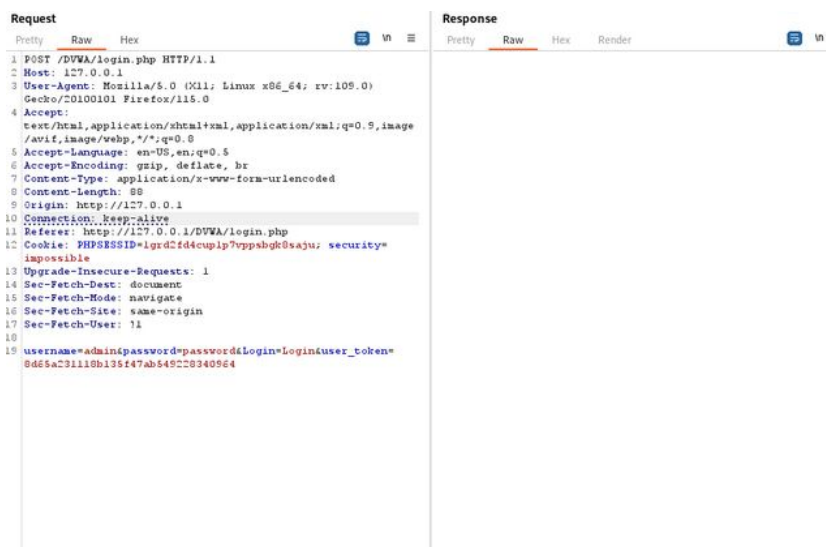 Request
Pretty Raw Hex \n
1 POST /DVWA/login.php HTTP/1.1
2 Host: 127.0.0.1
3 User-Agent: Mozilla/5.0 (X11; Linux x86_64; rv:109.0)
Gecko/20100101 Firefox/115.0
4 Accept:
text/html,application/xhtml+xml,application/xml;q=0.9,image
/avif,image/webp,*/*;q=0.8
5 Accept-Language: en-US,en;q=0.5
6 Accept-Encoding: gzip, deflate, br
7 Content-Type: application/x-www-form-urlencoded
8 Content-Length: 88
9 Origin: http://127.0.0.1
10 Connection: keep-alive
11 Referer: http://127.0.0.1/DVWA/login.php
12 Cookie: PHPSESSID=lgrd2fd4cuplp7vppsbgk8saju; security=
impossible
13 Upgrade-Insecure-Requests: 1
14 Sec-Fetch-Dest: document
15 Sec-Fetch-Mode: navigate
16 Sec-Fetch-Site: same-origin
17 Sec-Fetch-User: ?1
18
19 username=admin&password=password&Login=Login&user_token=
8d65a231118b135f47ab549228340964
Response
Pretty Raw Hex Render \n